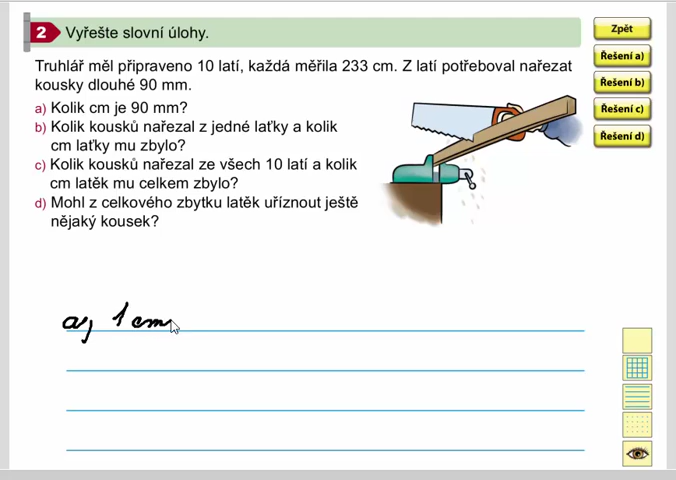 2 Vyřešte slovní úlohy.
Zpět
Řešení a)
Řešení b)
Řešení c)
Řešení d)
Truhlář měl připraveno 10 latí, každá měřila 233 cm. Z latí potřeboval nařezat
kousky dlouhé 90 mm.
a) Kolik cm je 90 mm?
b) Kolik kousků nařezal z jedné laťky a kolik
cm laťky mu zbylo?
c) Kolik kousků nařezal ze všech 10 latí a kolik
cm latěk mu celkem zbylo?
d) Mohl z celkového zbytku latěk uříznout ještě
nějaký kousek?
a) 1 cm